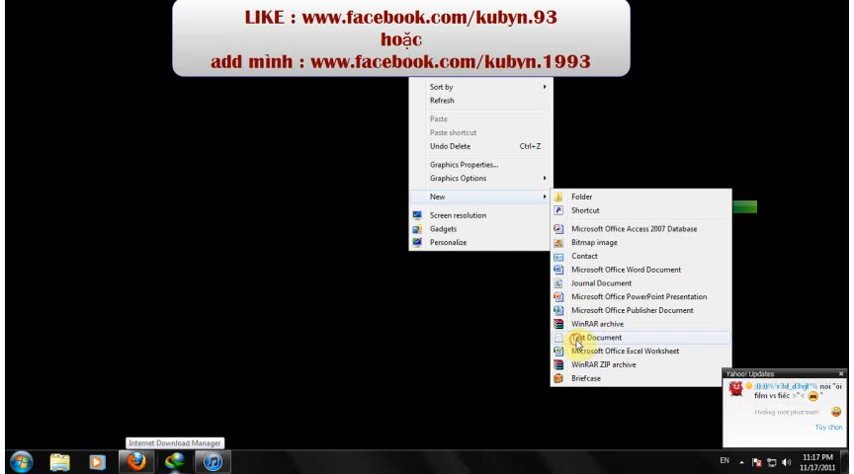 LIKE : www.facebook.com/kubyn.93
hoặc
add mình : www.facebook.com/kubyn.1993
Sort by
Refresh
Paste
Paste shortcut
Undo Delete Ctrl+Z
Graphics Properties...
Graphics Options
New
Screen resolution
Gadgets
Personalize
Folder
Shortcut
Microsoft Office Access 2007 Database
Bitmap image
Contact
Microsoft Office Word Document
Journal Document
Microsoft Office PowerPoint Presentation
Microsoft Office Publisher Document
WinRAR archive
Text Document
Microsoft Office Excel Worksheet
WinRAR ZIP archive
Briefcase
Yahoo! Updates
nói "ôi
film vs fiếc >"<
Tùy chọn
Internet Download Manager
EN
11:17 PM
11/17/2011